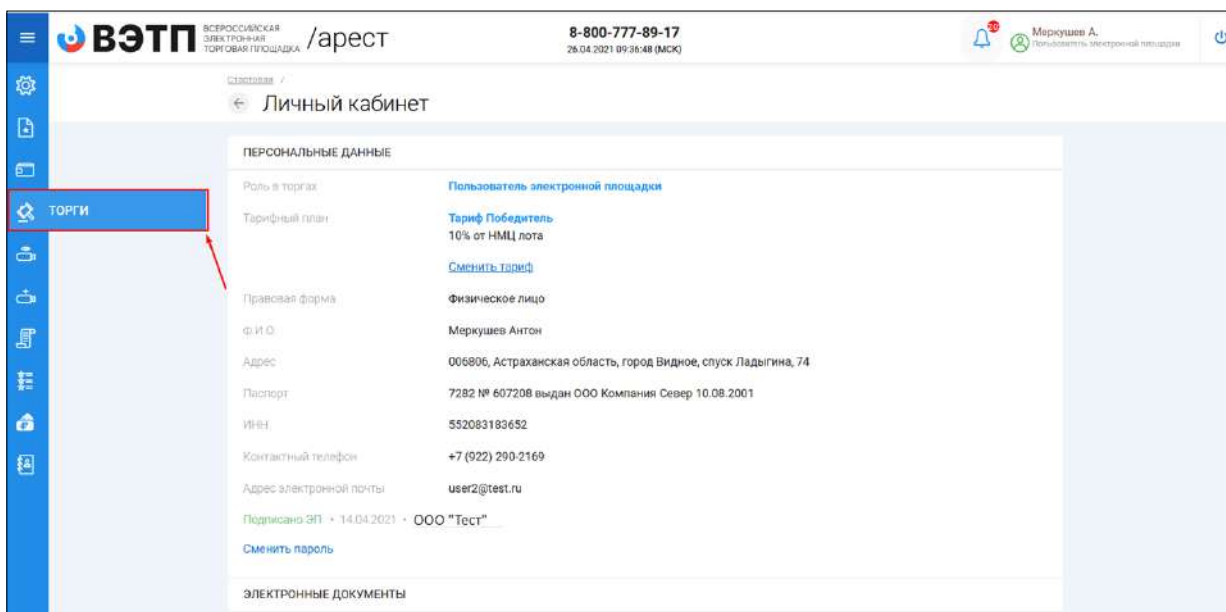 ВЭТП
ВСЕРОССИЙСКАЯ
ЭЛЕКТРОННАЯ
ТОРГОВАЯ ПЛОЩАДКА
/арест
8-800-777-89-17
26.04.2021 09:36:48 (МСК)
Меркушев А.
Пользователь электронной площадки
Стартовая /
Личный кабинет
ПЕРСОНАЛЬНЫЕ ДАННЫЕ
Роль в торгах Пользователь электронной площадки
ТОРГИ
Тарифный план Тариф Победитель
10% от НМЦ лота
Сменить тариф
Правовая форма Физическое лицо
Ф.И.О. Меркушев Антон
Адрес 006806, Астраханская область, город Видное, спуск Ладыгина, 74
Паспорт 7282 № 607208 выдан ООО Компания Север 10.08.2001
ИНН 552083183652
Контактный телефон +7 (922) 290-2169
Адрес электронной почты user2@test.ru
Подписано ЭП • 14.04.2021 • ООО "Тест"
Сменить пароль
ЭЛЕКТРОННЫЕ ДОКУМЕНТЫ